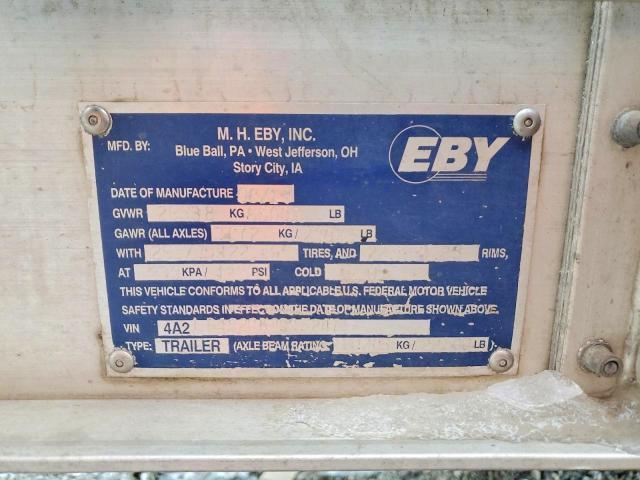 MFD. BY:
M. H. EBY, INC.
Blue Ball, PA • West Jefferson, OH
Story City, IA
EBY
DATE OF MANUFACTURE
GVWR KG/ LB
GAWR (ALL AXLES) KG/ LB
WITH TIRES, AND RIMS,
AT KPA/ PSI COLD
THIS VEHICLE CONFORMS TO ALL APPLICABLE U.S. FEDERAL MOTOR VEHICLE
SAFETY STANDARDS IN EFFECT ON THE DATE OF MANUFACTURE SHOWN ABOVE.
VIN 4A2
TYPE: TRAILER (AXLE BEAM RATING KG/ LB).